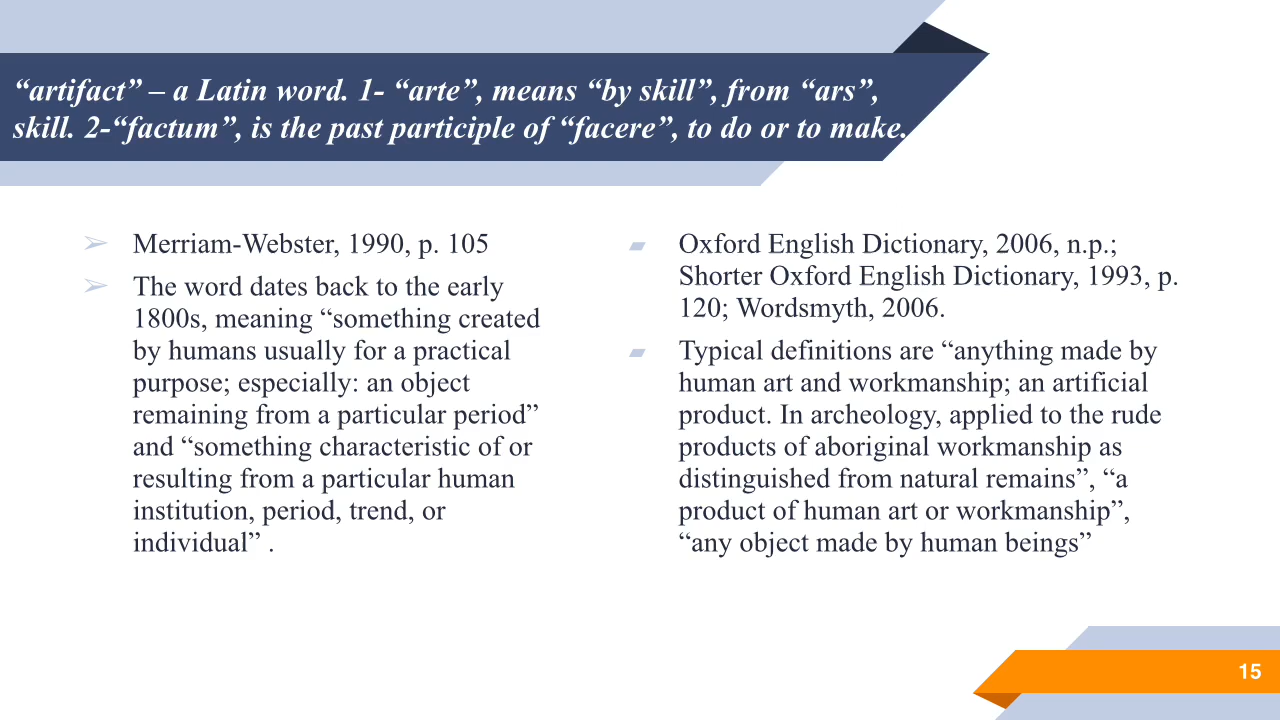 “artifact” – a Latin word. 1- “arte”, means “by skill”, from “ars”,
skill. 2-“factum”, is the past participle of “facere”, to do or to make.
➢ Merriam-Webster, 1990, p. 105
➢ The word dates back to the early
1800s, meaning “something created
by humans usually for a practical
purpose; especially: an object
remaining from a particular period”
and “something characteristic of or
resulting from a particular human
institution, period, trend, or
individual” .
▰ Oxford English Dictionary, 2006, n.p.;
Shorter Oxford English Dictionary, 1993, p.
120; Wordsmyth, 2006.
▰ Typical definitions are “anything made by
human art and workmanship; an artificial
product. In archeology, applied to the rude
products of aboriginal workmanship as
distinguished from natural remains”, “a
product of human art or workmanship”,
“any object made by human beings”
15